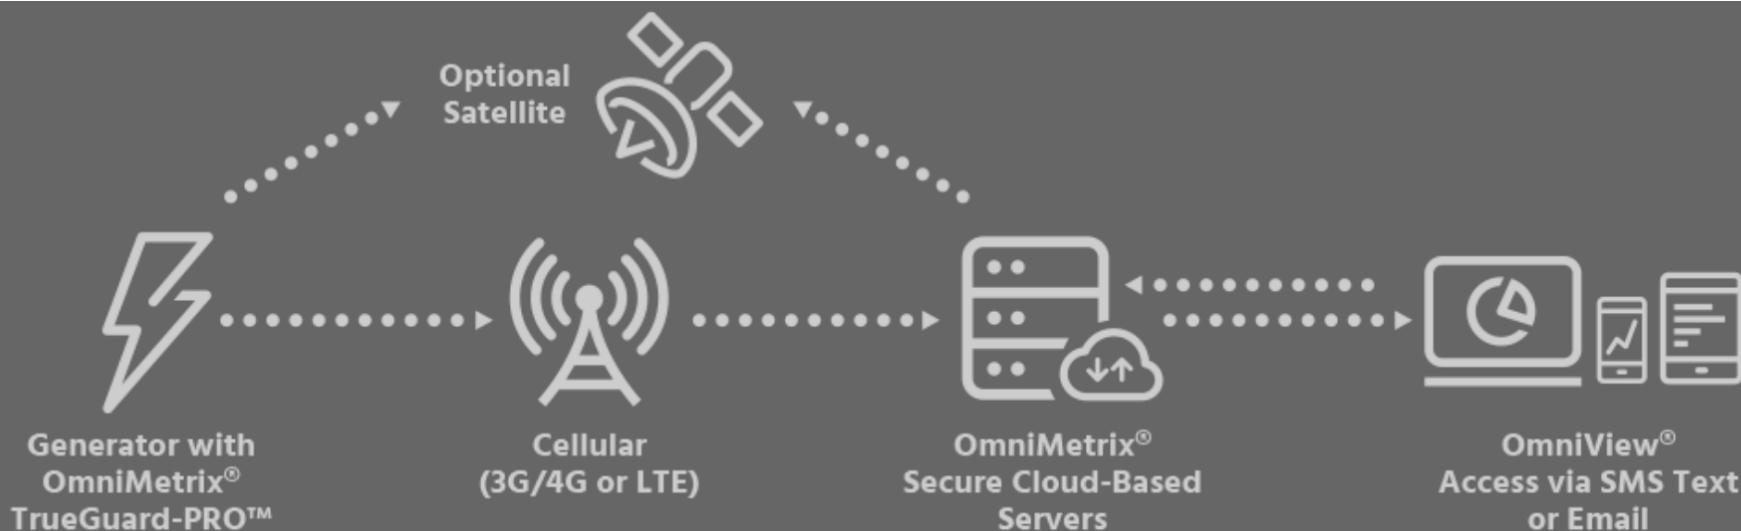 Optional
Satellite
Generator with
OmniMetrix®
TrueGuard-PRO™
Cellular
(3G/4G or LTE)
OmniMetrix®
Secure Cloud-Based
Servers
OmniView®
Access via SMS Text
or Email